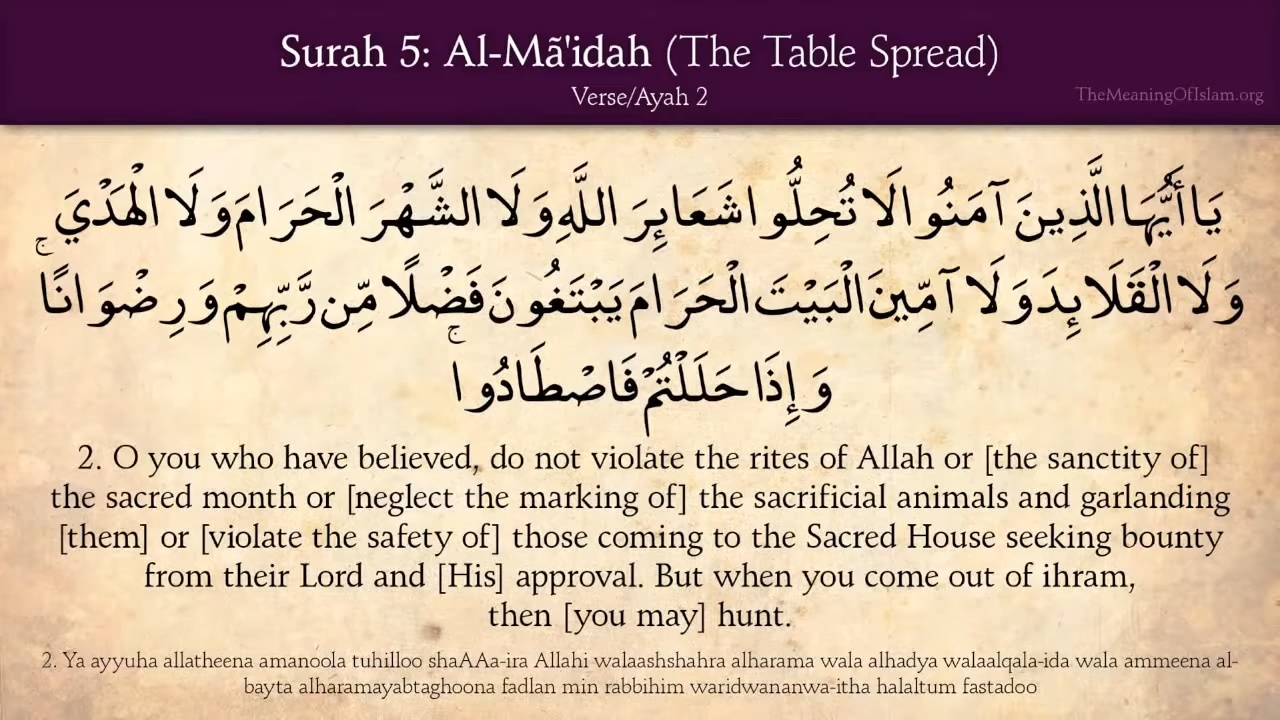 Surah 5: Al-Mã'idah (The Table Spread)
Verse/Ayah 2
TheMeaningOfIslam.org
يَا أَيُّهَا الَّذِينَ آمَنُوا لَا تُحِلُّوا شَعَائِرَ اللَّهِ وَلَا الشَّهْرَ الْحَرَامَ وَلَا الْهَدْيَ
وَلَا الْقَلَائِدَ وَلَا آمِّينَ الْبَيْتَ الْحَرَامَ يَبْتَغُونَ فَضْلًا مِّن رَّبِّهِمْ وَرِضْوَانًا ۚ
وَإِذَا حَلَلْتُمْ فَاصْطَادُوا ۚ
2. O you who have believed, do not violate the rites of Allah or [the sanctity of]
the sacred month or [neglect the marking of] the sacrificial animals and garlanding
[them] or [violate the safety of] those coming to the Sacred House seeking bounty
from their Lord and [His] approval. But when you come out of ihram,
then [you may] hunt.
2. Ya ayyuha allatheena amanoola tuhilloo shaAAa-ira Allahi walaashshahra alharama wala alhadya walaalqala-ida wala ammeena al-
bayta alharamayabtaghoona fadlan min rabbihim waridwananwa-itha halaltum fastadoo